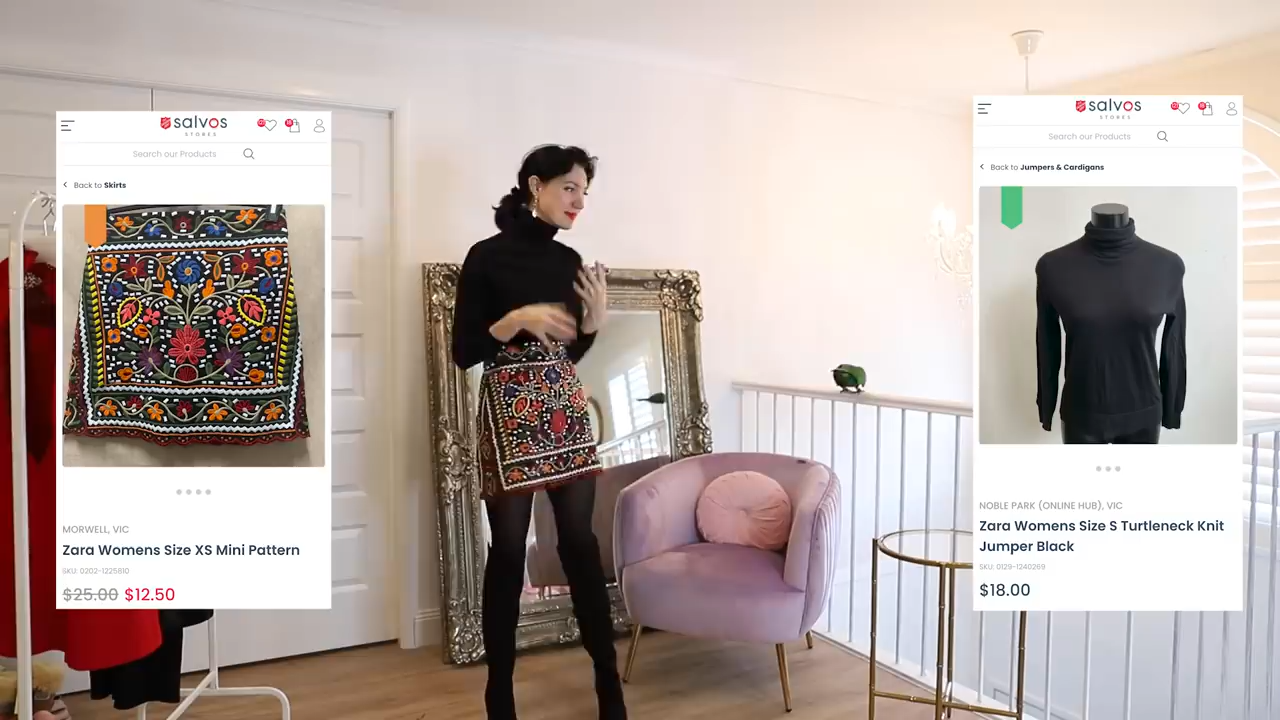 salvos
STORES
Search our Products
Back to Skirts
MORWELL, VIC
Zara Womens Size XS Mini Pattern
SKU: 0202-1225810
$25.00 $12.50
salvos
STORES
Search our Products
Back to Jumpers & Cardigans
NOBLE PARK (ONLINE HUB), VIC
Zara Womens Size S Turtleneck Knit
Jumper Black
SKU: 0129-1240269
$18.00